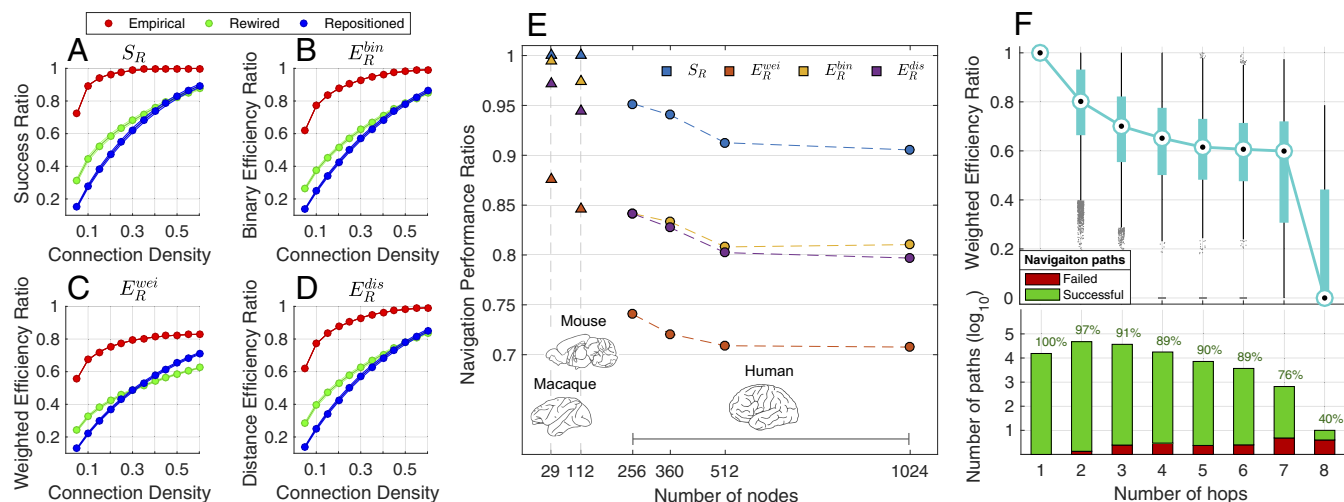 Empirical Rewired Repositioned
A
S_R
Success Ratio
1
0.8
0.6
0.4
0.2
0.1 0.3 0.5
Connection Density
B
E_R^{bin}
Binary Efficiency Ratio
1
0.8
0.6
0.4
0.2
0.1 0.3 0.5
Connection Density
C
E_R^{wei}
Weighted Efficiency Ratio
1
0.8
0.6
0.4
0.2
0.1 0.3 0.5
Connection Density
D
E_R^{dis}
Distance Efficiency Ratio
1
0.8
0.6
0.4
0.2
0.1 0.3 0.5
Connection Density
E
S_R E_R^{wei} E_R^{bin} E_R^{dis}
Navigation Performance Ratios
1
0.95
0.9
0.85
0.8
0.75
0.7
Mouse
Macaque
Human
29 112 256 360 512 1024
Number of nodes
F
Weighted Efficiency Ratio
1
0.8
0.6
0.4
0.2
0
Navigaiton paths
Failed
Successful
Number of paths (log10)
5
4
3
2
1
100% 97% 91% 89% 90% 89% 76% 40%
1 2 3 4 5 6 7 8
Number of hops